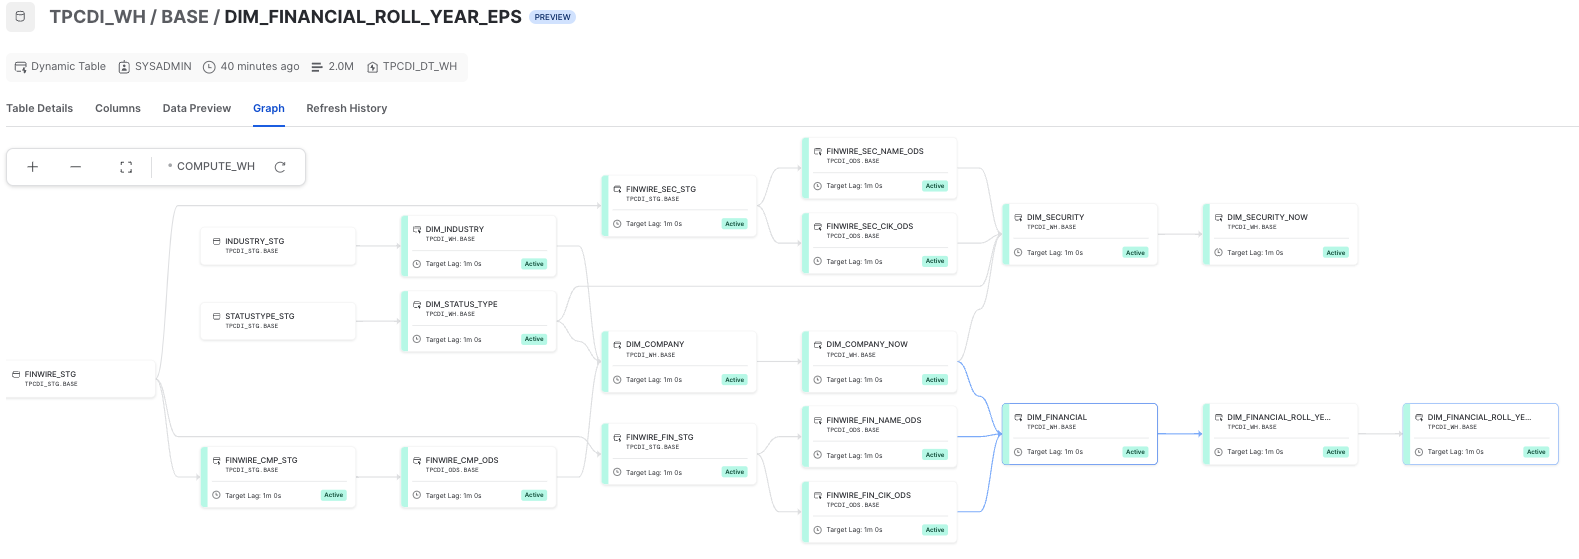 TPCDI_WH / BASE / DIM_FINANCIAL_ROLL_YEAR_EPS PREVIEW
Dynamic Table SYSADMIN 40 minutes ago 2.0M TPCDI_DT_WH
Table Details Columns Data Preview Graph Refresh History
COMPUTE_WH
FINWIRE_STG
TPCDI_STG.BASE
INDUSTRY_STG
TPCDI_STG.BASE
STATUSTYPE_STG
TPCDI_STG.BASE
FINWIRE_CMP_STG
TPCDI_STG.BASE
Target Lag: 1m 0s Active
DIM_INDUSTRY
TPCDI_WH.BASE
Target Lag: 1m 0s Active
DIM_STATUS_TYPE
TPCDI_WH.BASE
Target Lag: 1m 0s Active
FINWIRE_CMP_ODS
TPCDI_ODS.BASE
Target Lag: 1m 0s Active
FINWIRE_SEC_STG
TPCDI_STG.BASE
Target Lag: 1m 0s Active
DIM_COMPANY
TPCDI_WH.BASE
Target Lag: 1m 0s Active
FINWIRE_FIN_STG
TPCDI_STG.BASE
Target Lag: 1m 0s Active
FINWIRE_SEC_NAME_ODS
TPCDI_ODS.BASE
Target Lag: 1m 0s Active
FINWIRE_SEC_CIK_ODS
TPCDI_ODS.BASE
Target Lag: 1m 0s Active
DIM_COMPANY_NOW
TPCDI_WH.BASE
Target Lag: 1m 0s Active
FINWIRE_FIN_NAME_ODS
TPCDI_ODS.BASE
Target Lag: 1m 0s Active
FINWIRE_FIN_CIK_ODS
TPCDI_ODS.BASE
Target Lag: 1m 0s Active
DIM_SECURITY
TPCDI_WH.BASE
Target Lag: 1m 0s Active
DIM_FINANCIAL
TPCDI_WH.BASE
Target Lag: 1m 0s Active
DIM_SECURITY_NOW
TPCDI_WH.BASE
Target Lag: 1m 0s Active
DIM_FINANCIAL_ROLL_YE...
TPCDI_WH.BASE
Target Lag: 1m 0s Active
DIM_FINANCIAL_ROLL_YE...
TPCDI_WH.BASE
Target Lag: 1m 0s Active